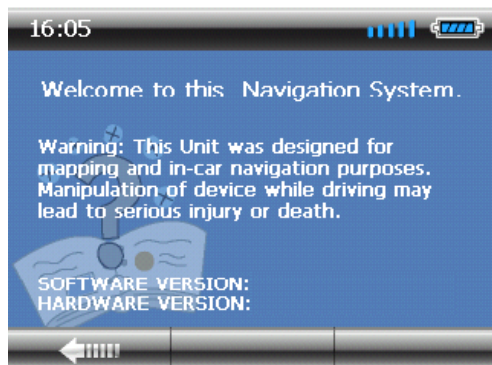 16:05
Welcome to this Navigation System.
Warning: This Unit was designed for
mapping and in-car navigation purposes.
Manipulation of device while driving may
lead to serious injury or death.
SOFTWARE VERSION:
HARDWARE VERSION: